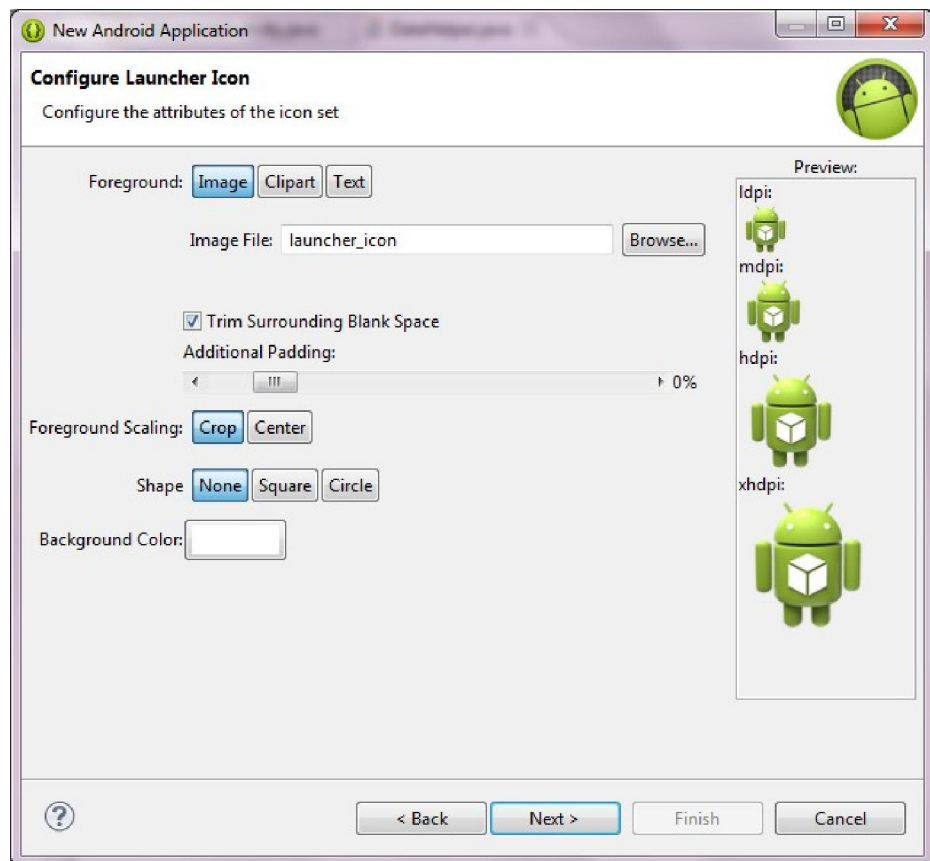 New Android Application
Configure Launcher Icon
Configure the attributes of the icon set
Foreground: Image Clipart Text
Image File: launcher_icon Browse...
Trim Surrounding Blank Space
Additional Padding:
0%
Foreground Scaling: Crop Center
Shape None Square Circle
Background Color:
Preview:
ldpi:
mdpi:
hdpi:
xhdpi:
< Back Next > Finish Cancel